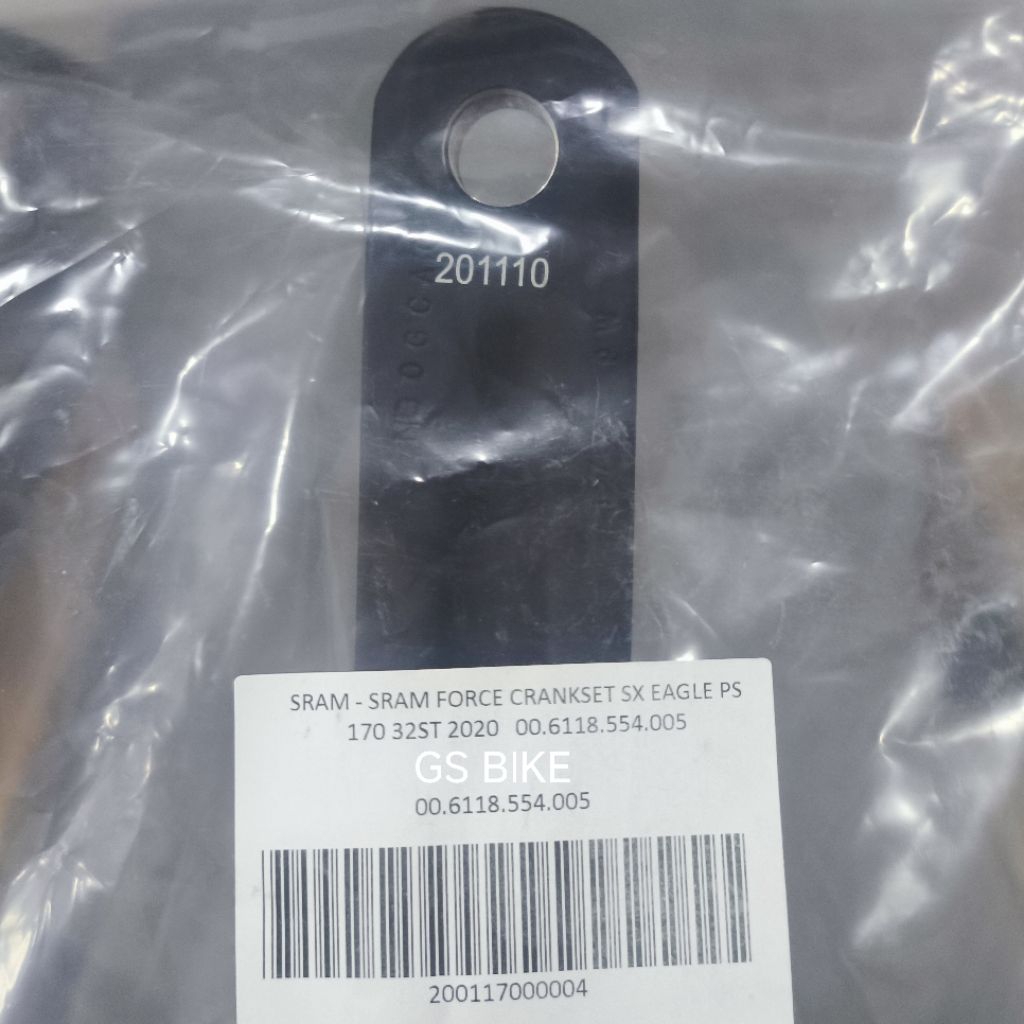 201110
SRAM - SRAM FORCE CRANKSET SX EAGLE PS
170 32ST 2020 00.6118.554.005
GS BIKE
00.6118.554.005
200117000004